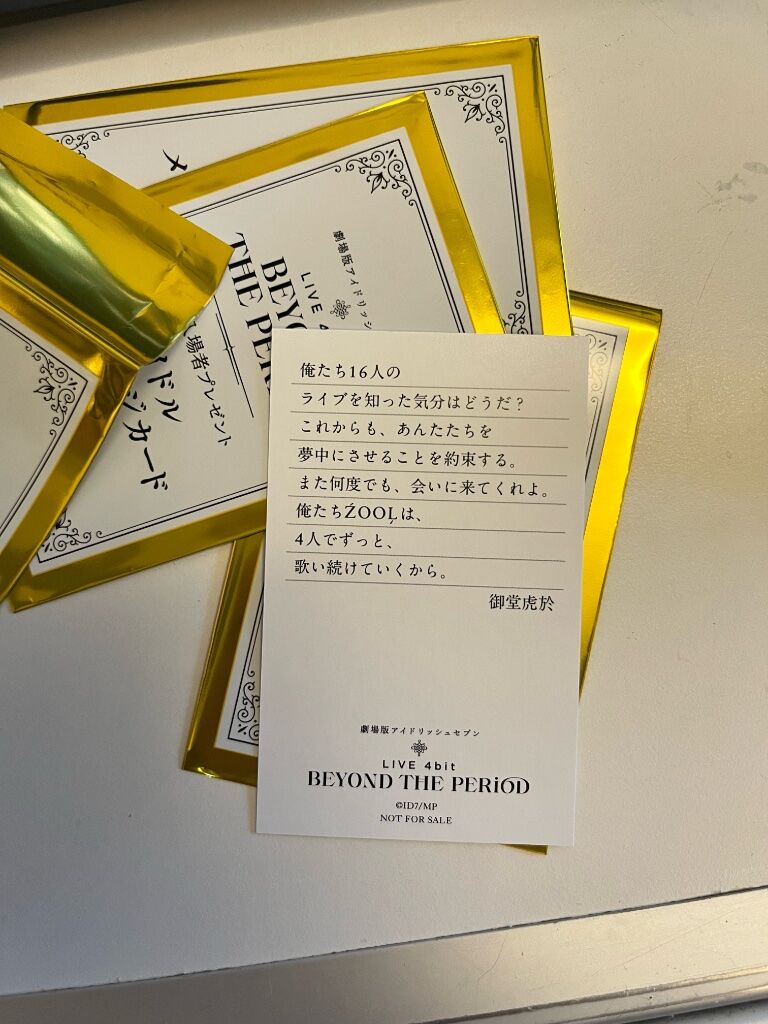 メ
劇場版アイドリッシュ
LIVE 4b
BEYO
THE PER
場者プレゼント
ドル
ジカード
俺たち16人の
ライブを知った気分はどうだ？
これからも、あんたたちを
夢中にさせることを約束する。
また何度でも、会いに来てくれよ。
俺たちŹOOĻは、
4人でずっと、
歌い続けていくから。
御堂虎於
劇場版アイドリッシュセブン
LIVE 4bit
BEYOND THE PERiOD
©ID7/MP
NOT FOR SALE